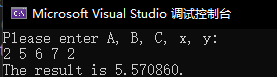 Microsoft Visual Studio 调试控制台
Please enter A, B, C, x, y:
2 5 6 7 2
The result is 5.570860.